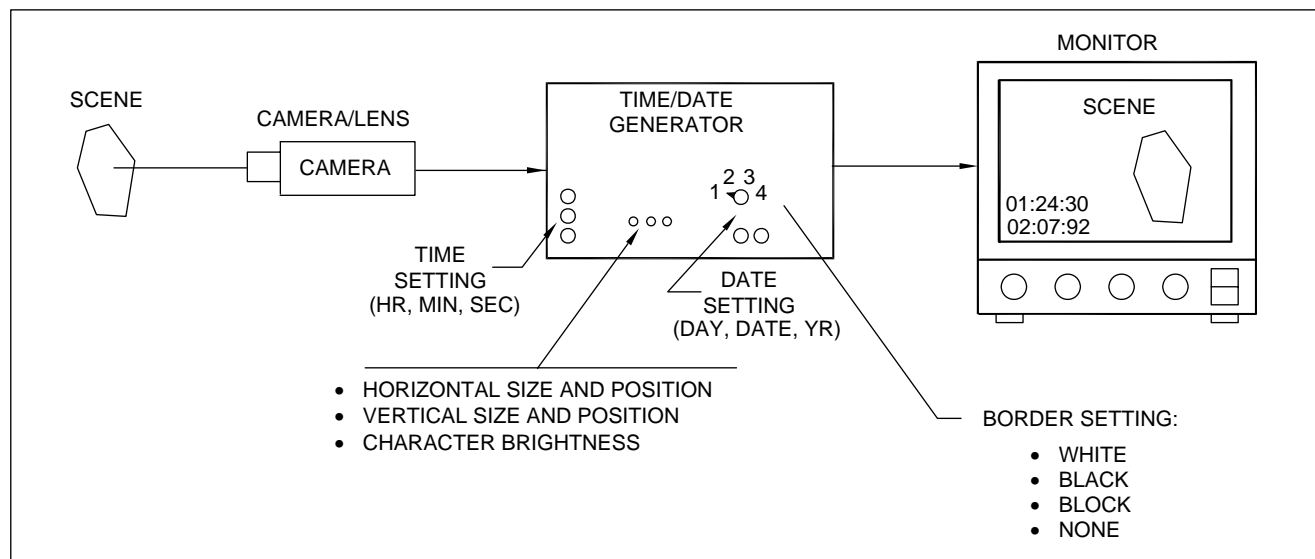 MONITOR
SCENE
CAMERA/LENS
CAMERA
TIME/DATE
GENERATOR
1 2 3 4
SCENE
01:24:30
02:07:92
TIME
SETTING
(HR, MIN, SEC)
DATE
SETTING
(DAY, DATE, YR)
• HORIZONTAL SIZE AND POSITION
• VERTICAL SIZE AND POSITION
• CHARACTER BRIGHTNESS
BORDER SETTING:
• WHITE
• BLACK
• BLOCK
• NONE